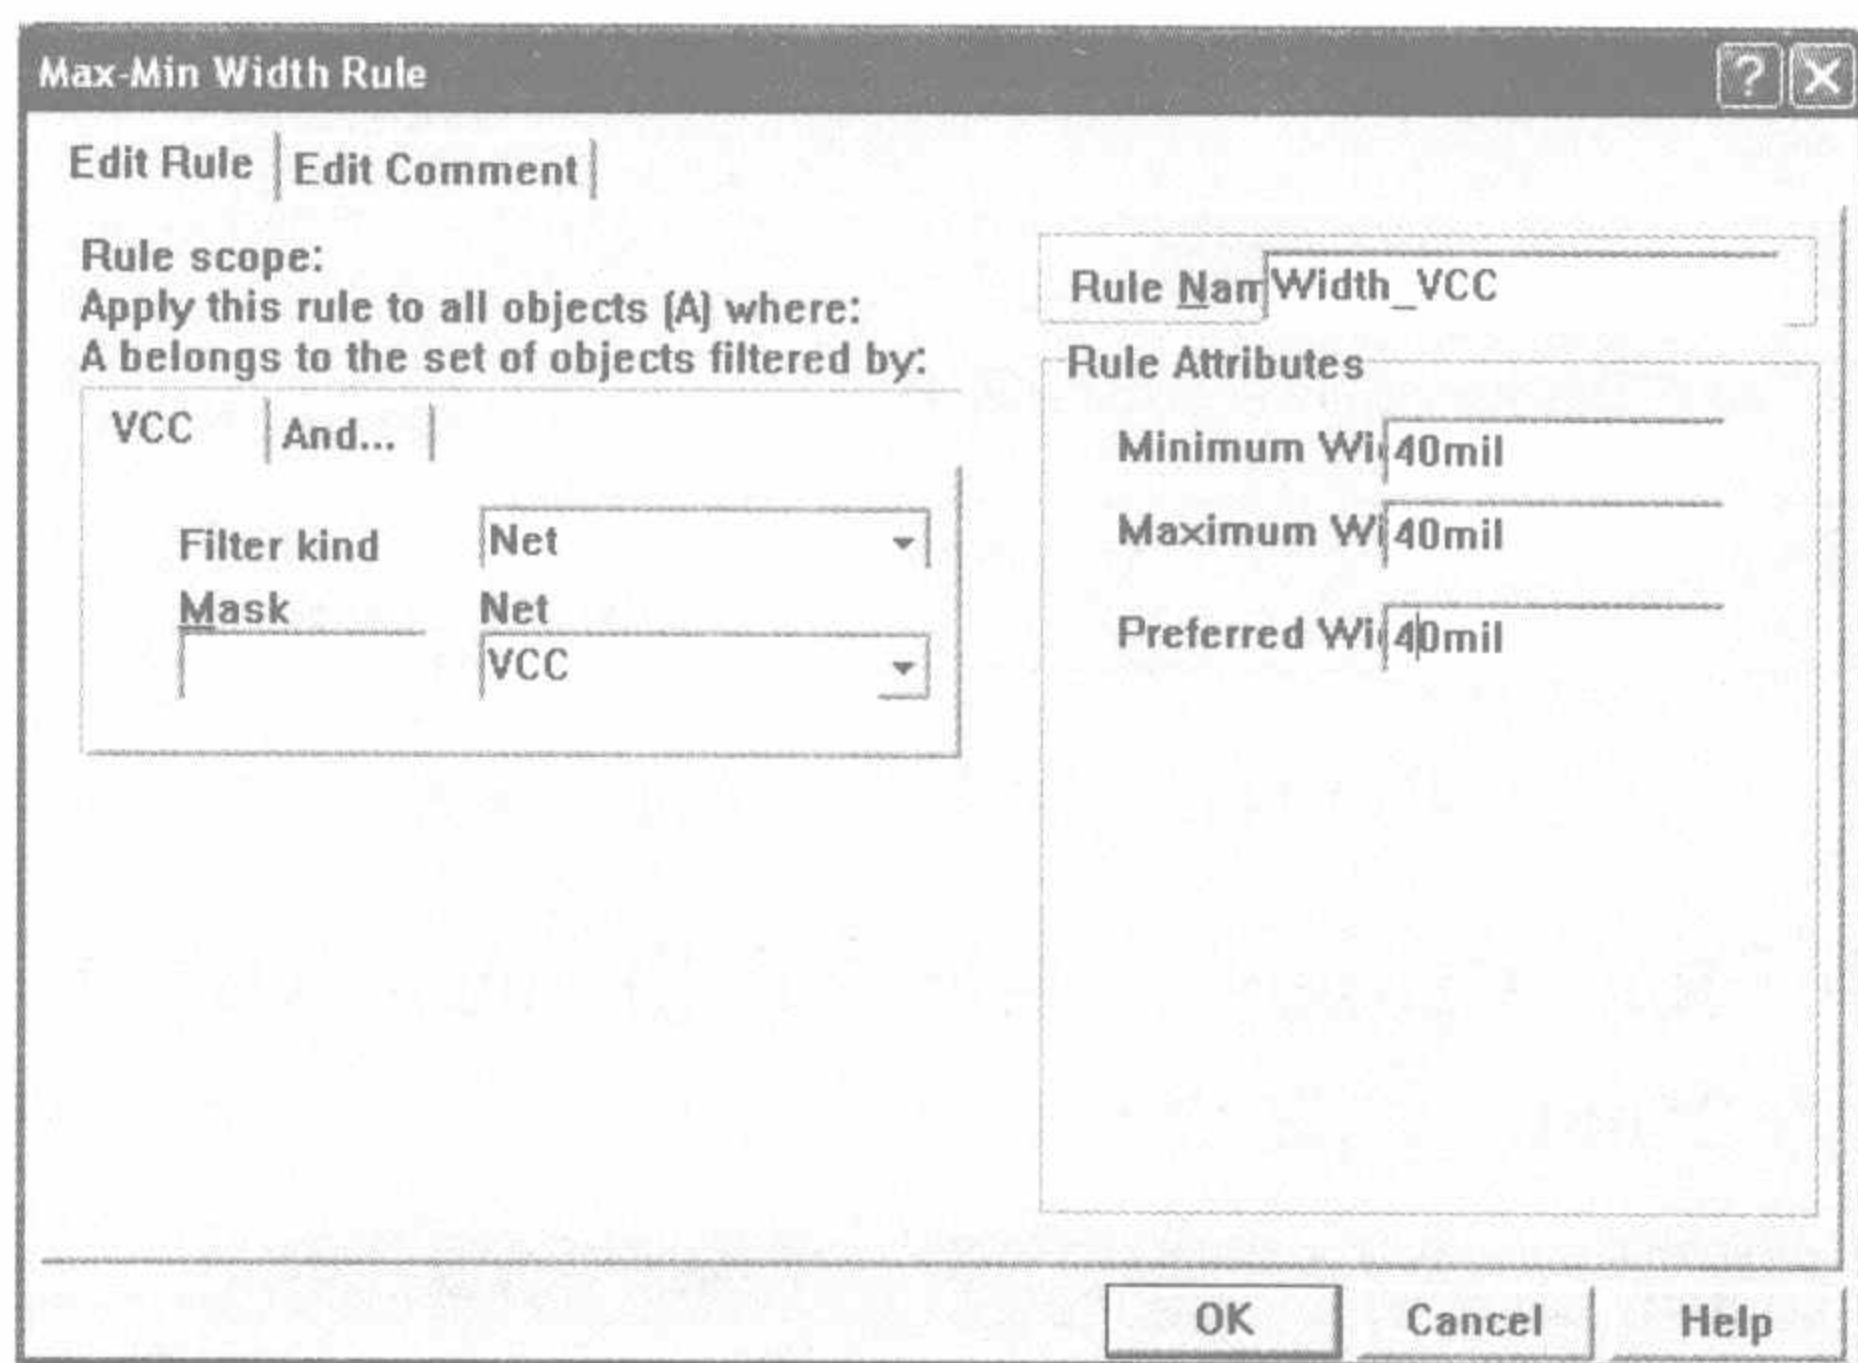 Max-Min Width Rule
Edit Rule Edit Comment
Rule scope:
Apply this rule to all objects (A) where:
A belongs to the set of objects filtered by:
VCC And...
Filter kind Net
Mask Net
VCC
Rule Nam Width_VCC
Rule Attributes
Minimum Wi 40mil
Maximum Wi 40mil
Preferred Wi 40mil
OK Cancel Help